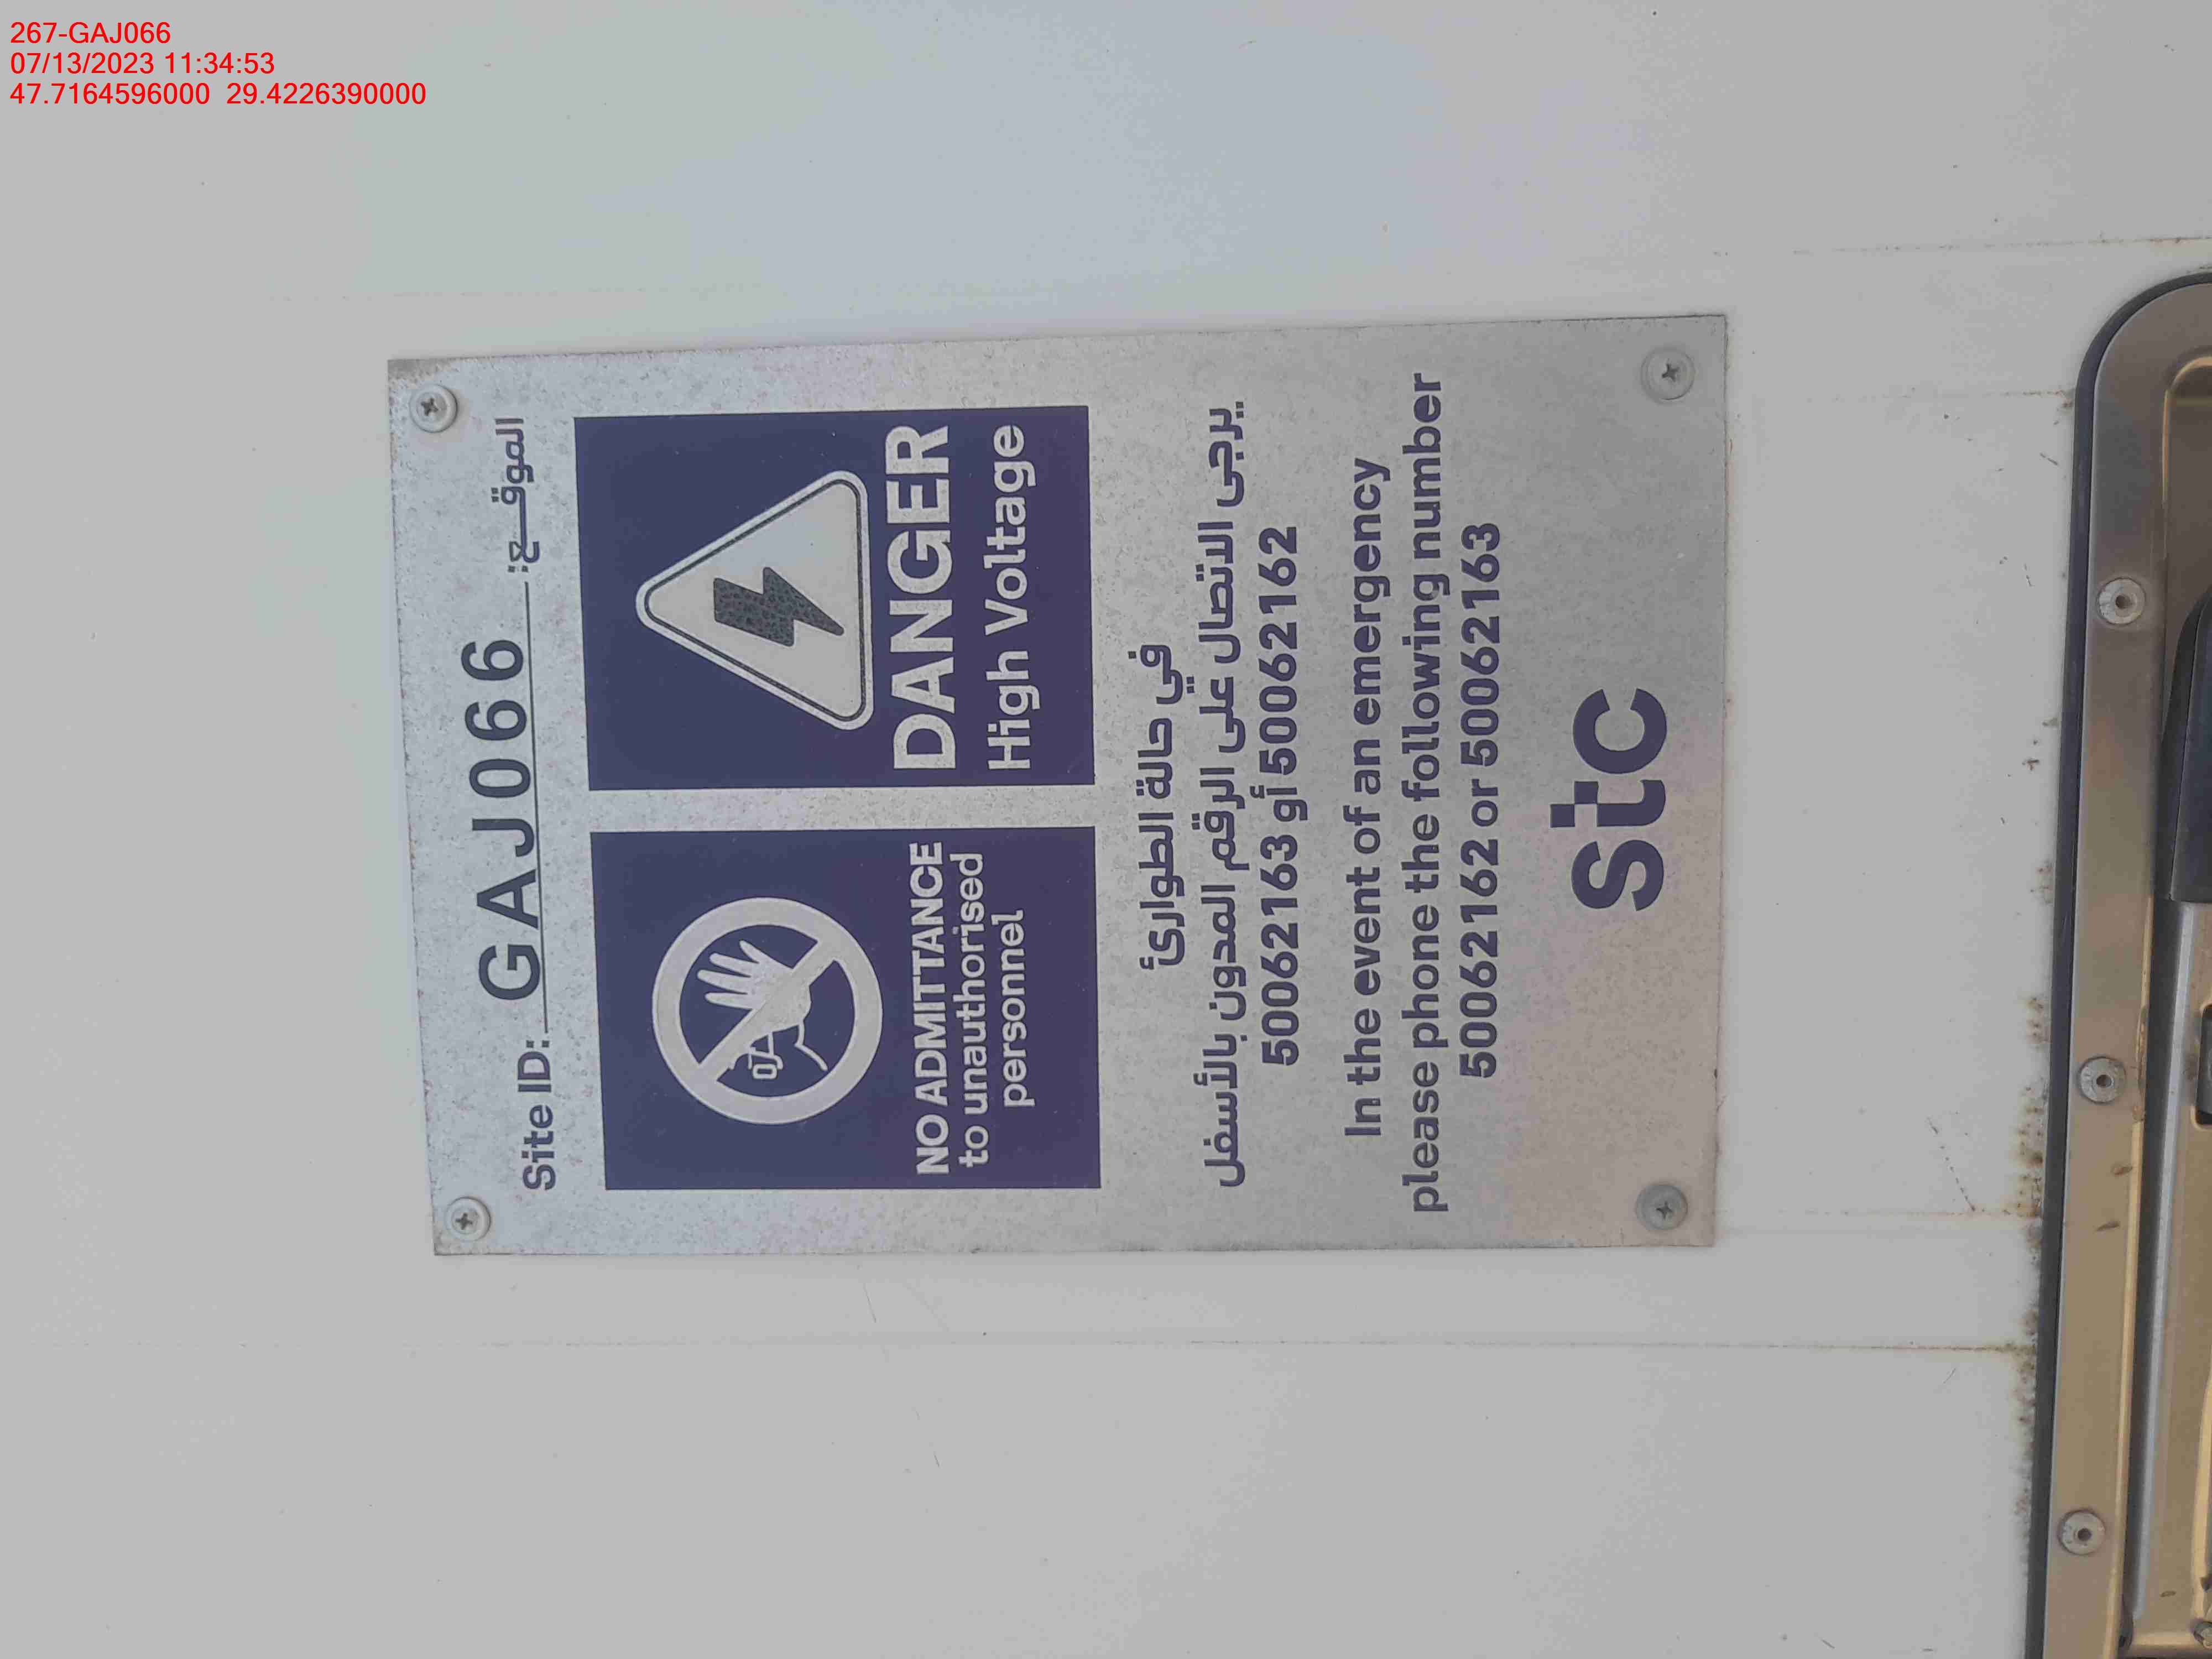 267-GAJ066
07/13/2023 11:34:53
47.7164596000 29.4226390000
Site ID: GAJ066 الموقـــع:
NO ADMITTANCE
to unauthorised
personnel
DANGER
High Voltage
في حالة الطوارئ
يرجى الاتصال على الرقم المدون بالأسفل
50062163 أو 50062162
In the event of an emergency
please phone the following number
50062162 or 50062163
stc